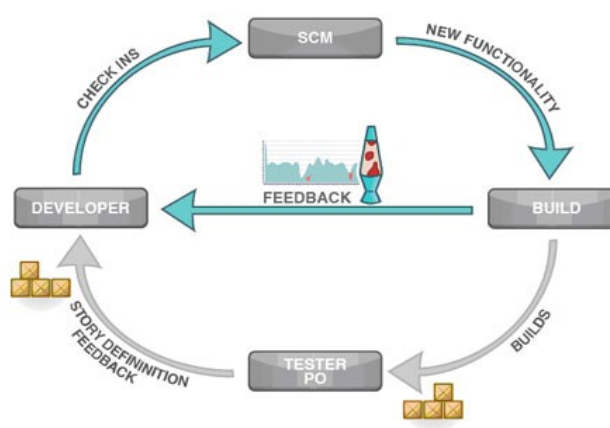 SCM
CHECK INS
NEW FUNCTIONALITY
FEEDBACK
DEVELOPER
BUILD
STORY DEFININITION
FEEDBACK
TESTER
PO
BUILDS